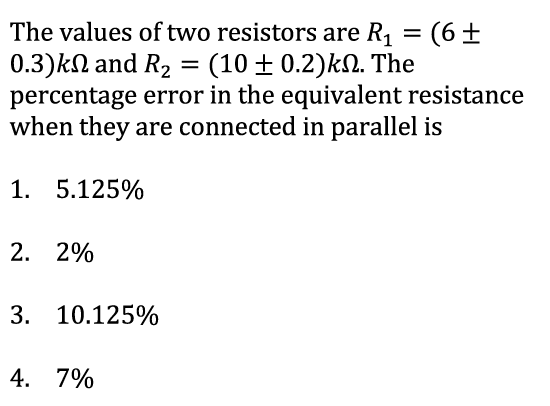 The values of two resistors are R₁ = (6 ±
0.3)kΩ and R₂ = (10 ± 0.2)kΩ. The
percentage error in the equivalent resistance
when they are connected in parallel is
1. 5.125%
2. 2%
3. 10.125%
4. 7%